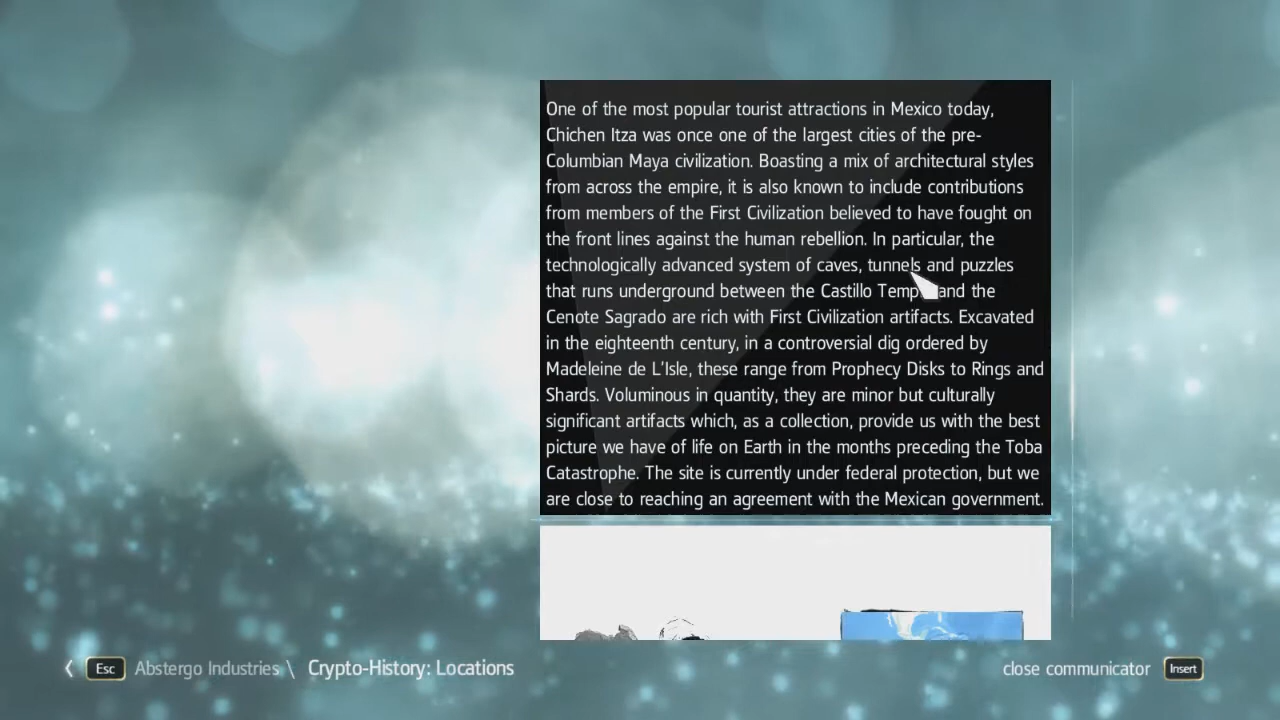 One of the most popular tourist attractions in Mexico today,
Chichen Itza was once one of the largest cities of the pre-
Columbian Maya civilization. Boasting a mix of architectural styles
from across the empire, it is also known to include contributions
from members of the First Civilization believed to have fought on
the front lines against the human rebellion. In particular, the
technologically advanced system of caves, tunnels and puzzles
that runs underground between the Castillo and the
Cenote Sagrado are rich with First Civilization artifacts. Excavated
in the eighteenth century, in a controversial dig ordered by
Madeleine de L'Isle, these range from Prophecy Disks to Rings and
Shards. Voluminous in quantity, they are minor but culturally
significant artifacts which, as a collection, provide us with the best
picture we have of life on Earth in the months preceding the Toba
Catastrophe. The site is currently under federal protection, but we
are close to reaching an agreement with the Mexican government.
Esc Abstergo Industries \ Crypto-History: Locations
close communicator Insert